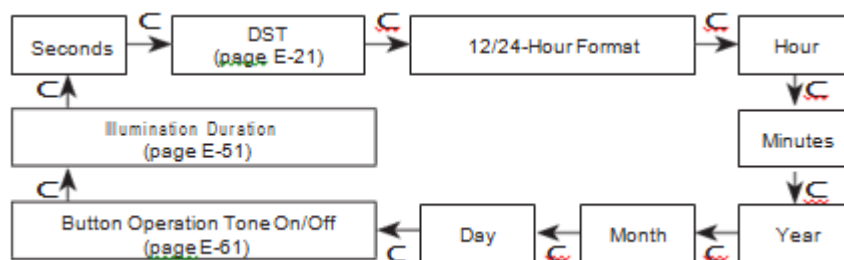 Seconds
⊂
DST
(page E-21)
⊂
12/24-Hour Format
⊂
Hour
⊂
Minutes
⊂
Year
⊂
Month
⊂
Day
⊂
Button Operation Tone On/Off
(page E-61)
⊂
Illumination Duration
(page E-51)
⊂